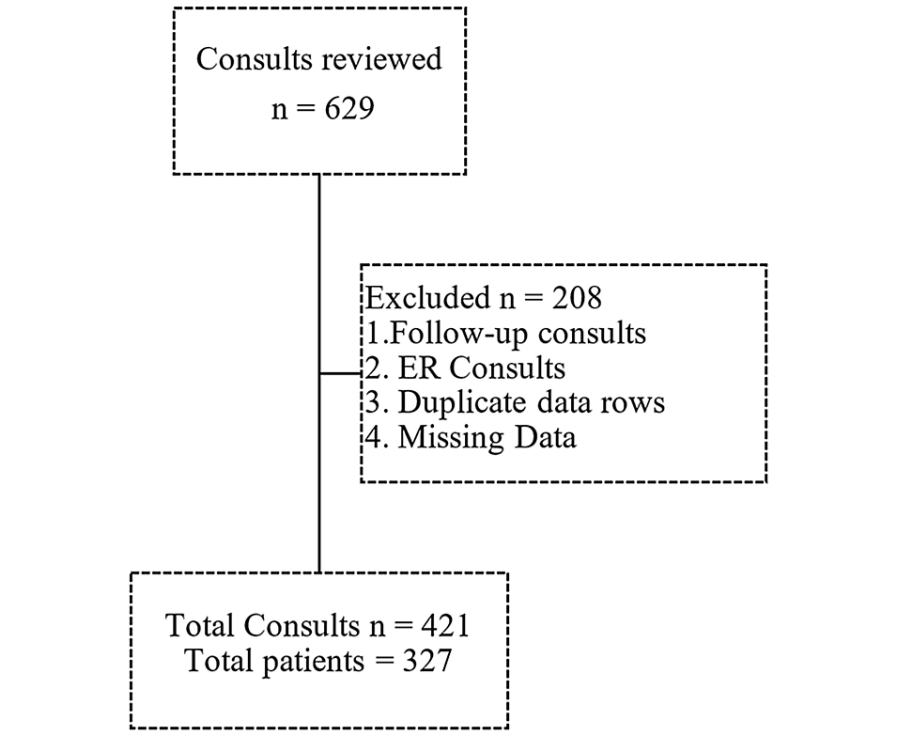 Consults reviewed
n = 629
Excluded n = 208
1.Follow-up consults
2. ER Consults
3. Duplicate data rows
4. Missing Data
Total Consults n = 421
Total patients = 327